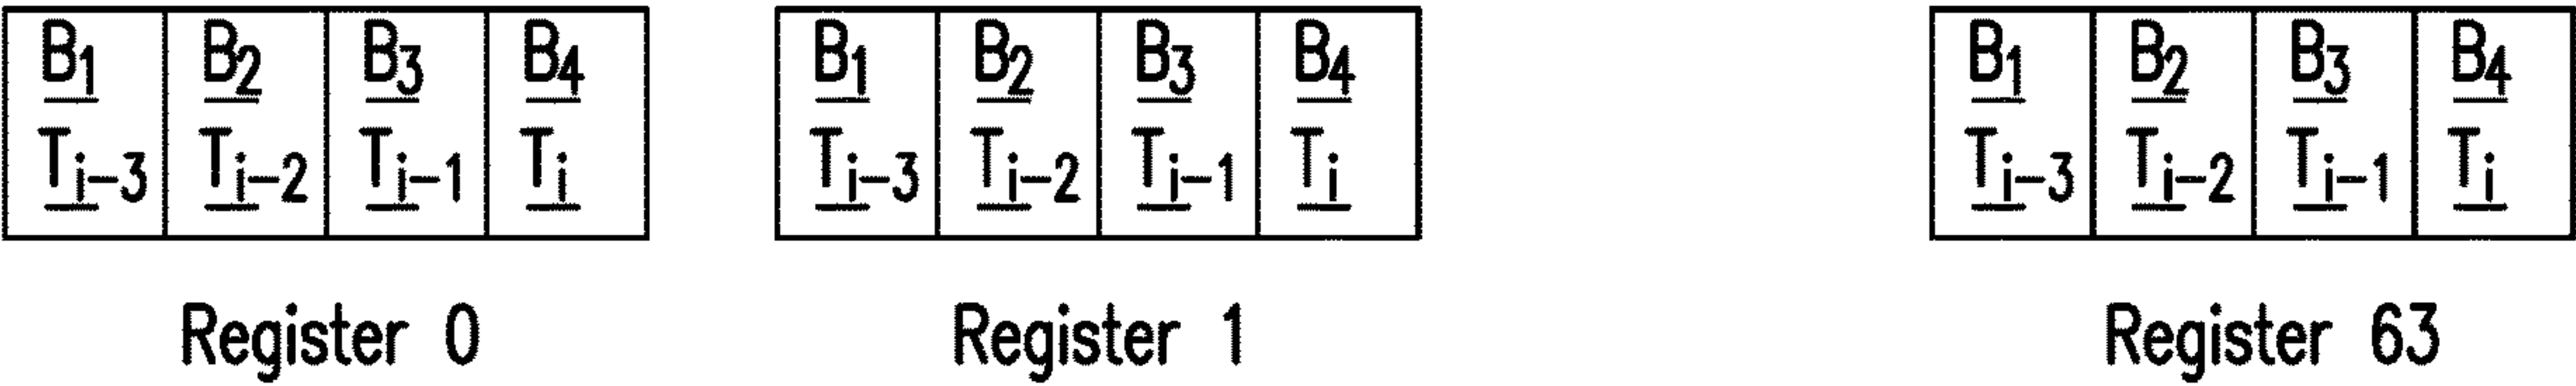 B1 B2 B3 B4 B1 B2 B3 B4 B1 B2 B3 B4
Ti-3 Ti-2 Ti-1 Ti Ti-3 Ti-2 Ti-1 Ti Ti-3 Ti-2 Ti-1 Ti
Register 0 Register 1 Register 63